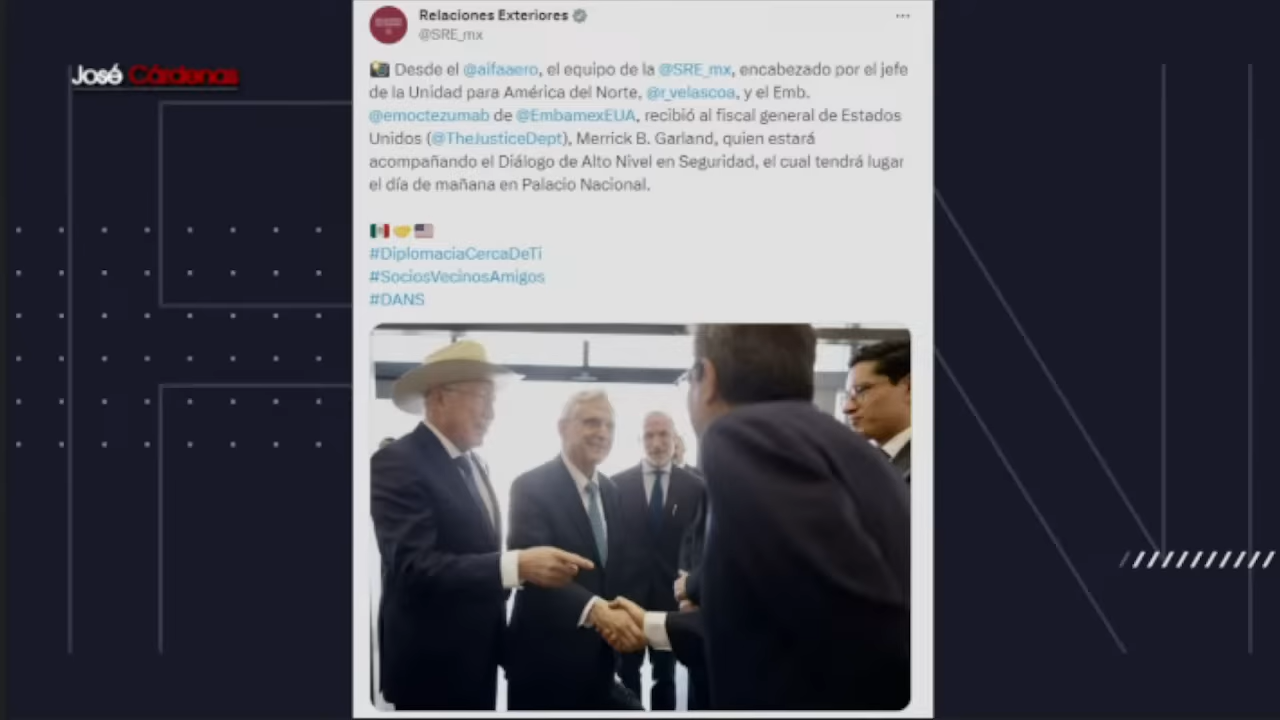 José Cárdenas
Relaciones Exteriores
@SRE_mx
Desde el @aifaaero, el equipo de la @SRE_mx, encabezado por el jefe
de la Unidad para América del Norte, @r_velascoa, y el Emb.
@emoctezumab de @EmbamexEUA, recibió al fiscal general de Estados
Unidos (@TheJusticeDept), Merrick B. Garland, quien estará
acompañando el Diálogo de Alto Nivel en Seguridad, el cual tendrá lugar
el día de mañana en Palacio Nacional.
#DiplomaciaCercaDeTi
#SociosVecinosAmigos
#DANS